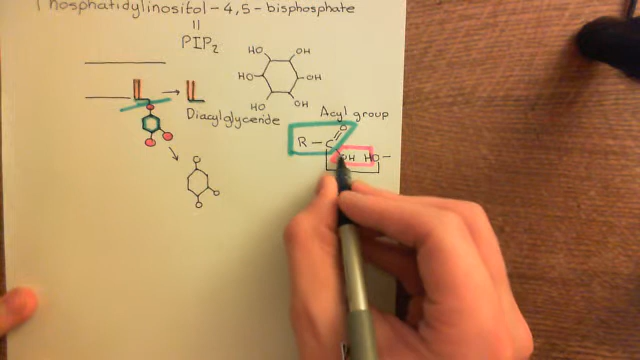 Phosphatidylinositol-4,5-bisphosphate
=
PIP2
HO OH
HO OH
HO OH
Diacylglyceride
Acyl group
R-C=O
OH HO-